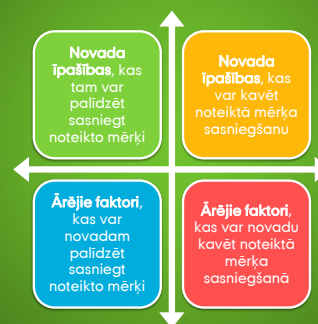 Novada
īpašības, kas
tam var
palīdzēt
sasniegt
noteikto mērķi
Novada
īpašības, kas
var kavēt
noteiktā mērķa
sasniegšanu
Ārējie faktori,
kas var
novadam
palīdzēt
sasniegt
noteikto mērķi
Ārējie faktori,
kas var novadu
kavēt noteiktā
mērķa
sasniegšanā